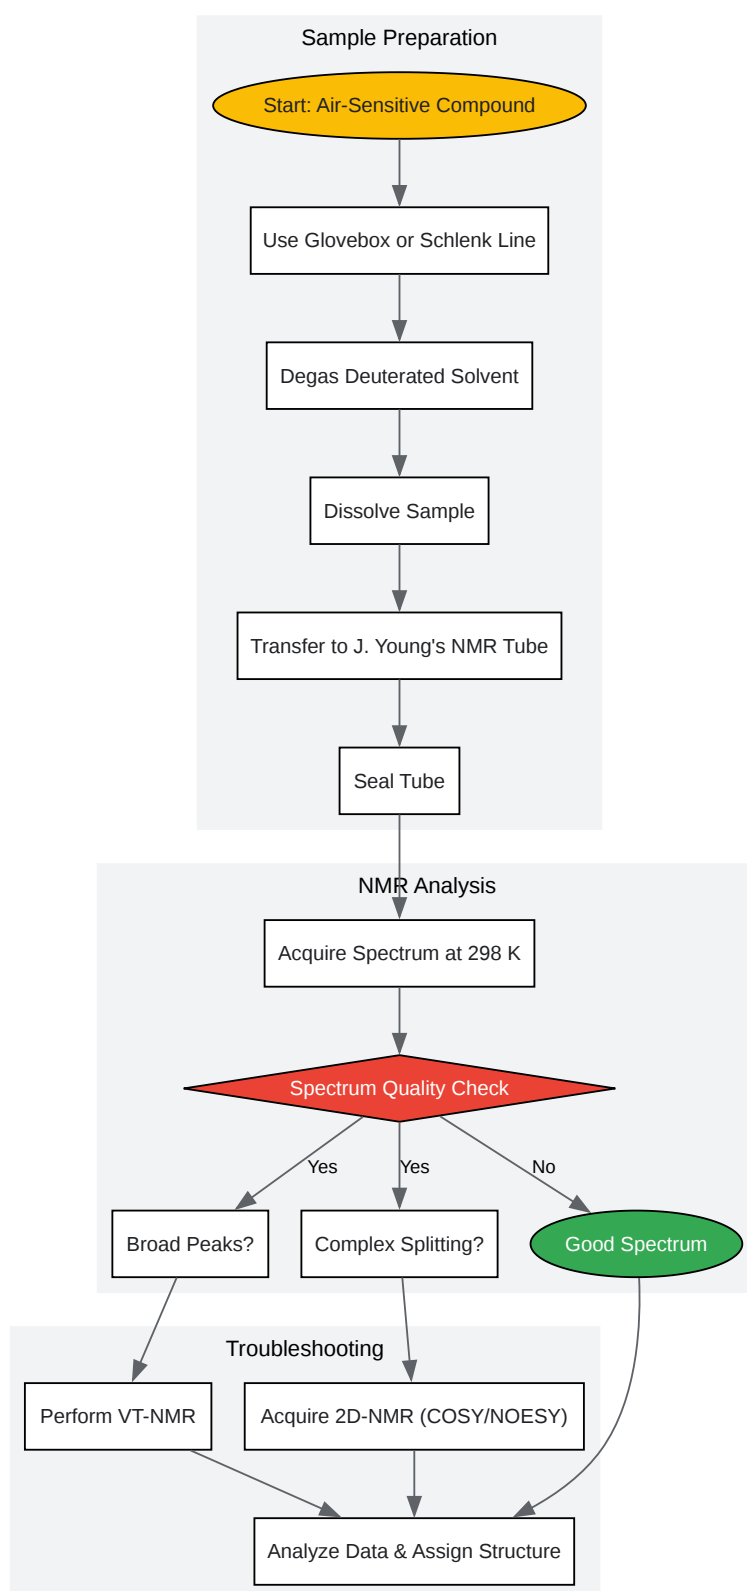 Sample Preparation
Start: Air-Sensitive Compound
Use Glovebox or Schlenk Line
Degas Deuterated Solvent
Dissolve Sample
Transfer to J. Young's NMR Tube
Seal Tube
NMR Analysis
Acquire Spectrum at 298 K
Spectrum Quality Check
Yes
Yes
No
Broad Peaks?
Complex Splitting?
Good Spectrum
Troubleshooting
Perform VT-NMR
Acquire 2D-NMR (COSY/NOESY)
Analyze Data & Assign Structure